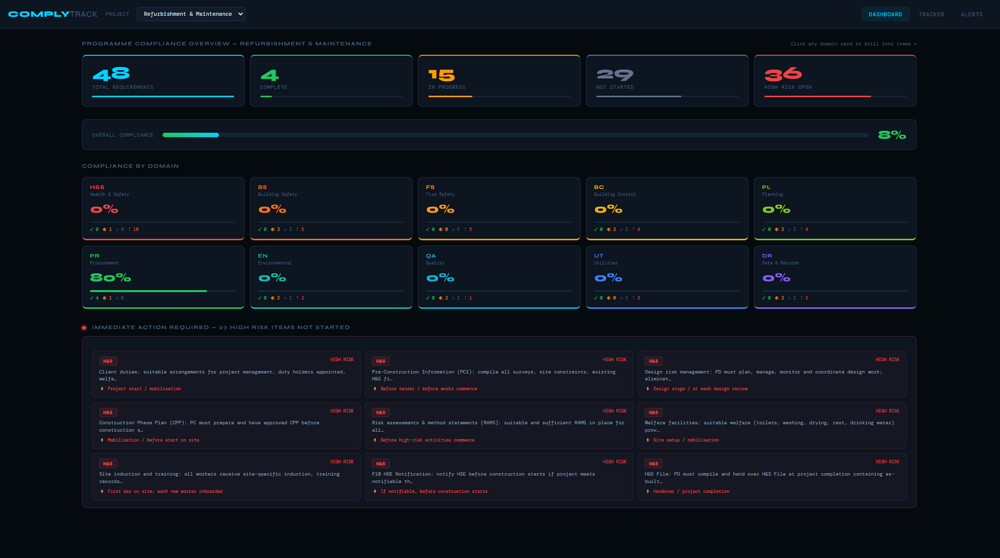 COMPLYTRACK PROJECT Refurbishment & Maintenance DASHBOARD TRACKER ALERTS
PROGRAMME COMPLIANCE OVERVIEW — REFURBISHMENT & MAINTENANCE Click any domain card to drill into items →
48 4 15 29 36
TOTAL REQUIREMENTS COMPLETE IN PROGRESS NOT STARTED HIGH RISK OPEN
OVERALL COMPLIANCE 8%
COMPLIANCE BY DOMAIN
H&S BS FS BC PL
Health & Safety Building Safety Fire Safety Building Control Planning
0% 0% 0% 0% 0%
✓ 0 ◐ 1 ○ 9 ! 10 ✓ 0 ◐ 3 ○ 2 ! 5 ✓ 0 ◐ 0 ○ 5 ! 5 ✓ 0 ◐ 2 ○ 2 ! 4 ✓ 0 ◐ 2 ○ 2 ! 4
PR EN QA UT DR
Procurement Environmental Quality Utilities Data & Records
80% 0% 0% 0% 0%
✓ 4 ◐ 1 ○ 0 ✓ 0 ◐ 2 ○ 2 ! 2 ✓ 0 ◐ 2 ○ 2 ! 1 ✓ 0 ◐ 0 ○ 3 ! 3 ✓ 0 ◐ 2 ○ 2 ! 2
IMMEDIATE ACTION REQUIRED — 27 HIGH RISK ITEMS NOT STARTED
H&S HIGH RISK
Client duties: suitable arrangements for project management, duty holders appointed,
welfa…
⚡ Project start / mobilisation
H&S HIGH RISK
Pre-Construction Information (PCI): compile all surveys, site constraints, existing
H&S fi…
⚡ Before tender / before works commence
H&S HIGH RISK
Design risk management: PD must plan, manage, monitor and coordinate design work;
eliminat…
⚡ Design stage / at each design review
H&S HIGH RISK
Construction Phase Plan (CPP): PC must prepare and have approved CPP before
construction s…
⚡ Mobilisation / before start on site
H&S HIGH RISK
Risk assessments & method statements (RAMS): suitable and sufficient RAMS in place for
all…
⚡ Before high-risk activities commence
H&S HIGH RISK
Welfare facilities: suitable welfare (toilets, washing, drying, rest, drinking water)
prov…
⚡ Site setup / mobilisation
H&S HIGH RISK
Site induction and training: all workers receive site-specific induction, training
records…
⚡ First day on site; each new worker onboarded
H&S HIGH RISK
F10 HSE Notification: notify HSE before construction starts if project meets
notifiable th…
⚡ If notifiable, before construction starts
H&S HIGH RISK
H&S File: PD must compile and hand over H&S File at project completion containing as-
built…
⚡ Handover / project completion